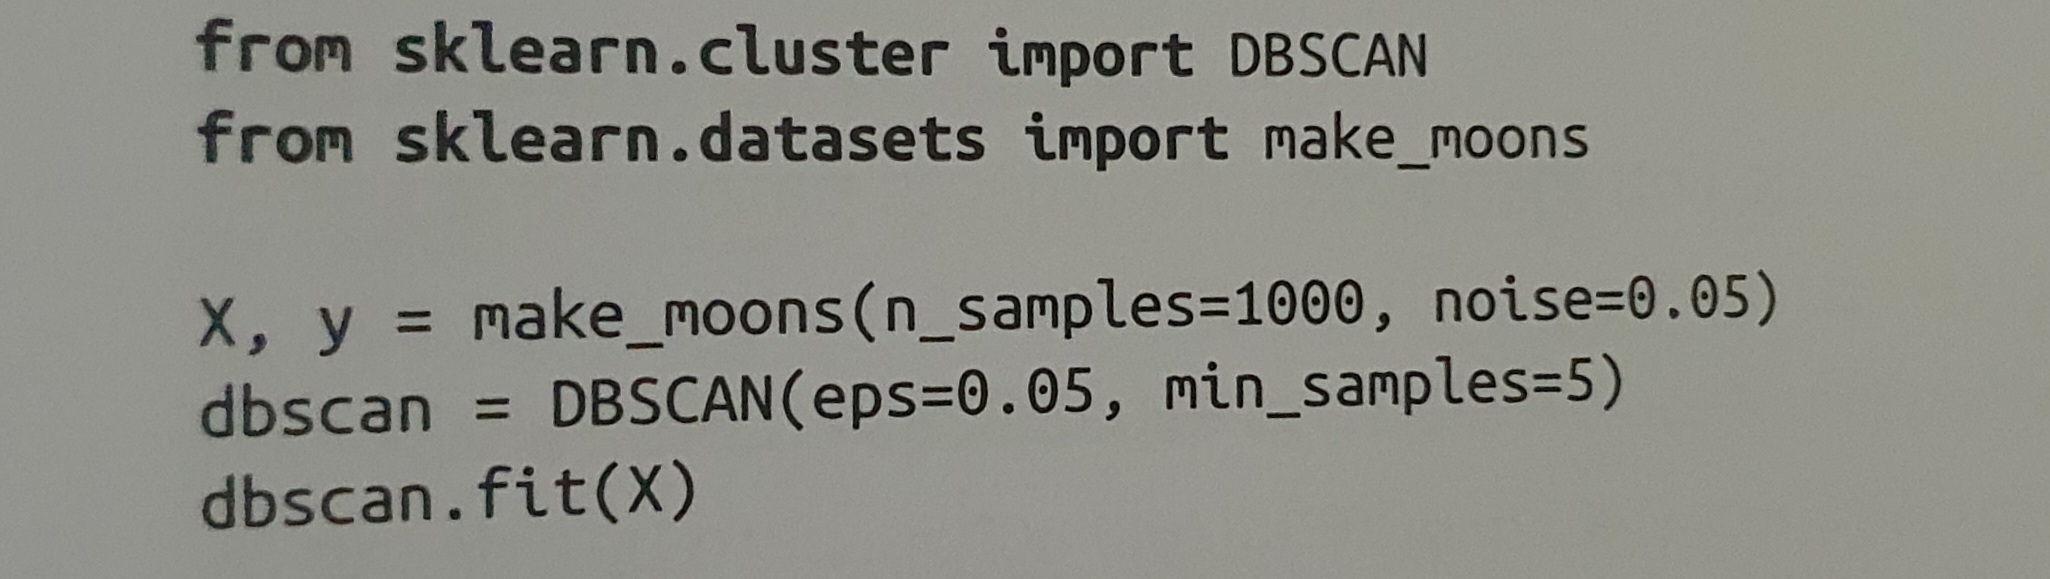 from sklearn.cluster import DBSCAN
from sklearn.datasets import make_moons
X, y = make_moons(n_samples=1000, noise=0.05)
dbscan = DBSCAN(eps=0.05, min_samples=5)
dbscan.fit(X)